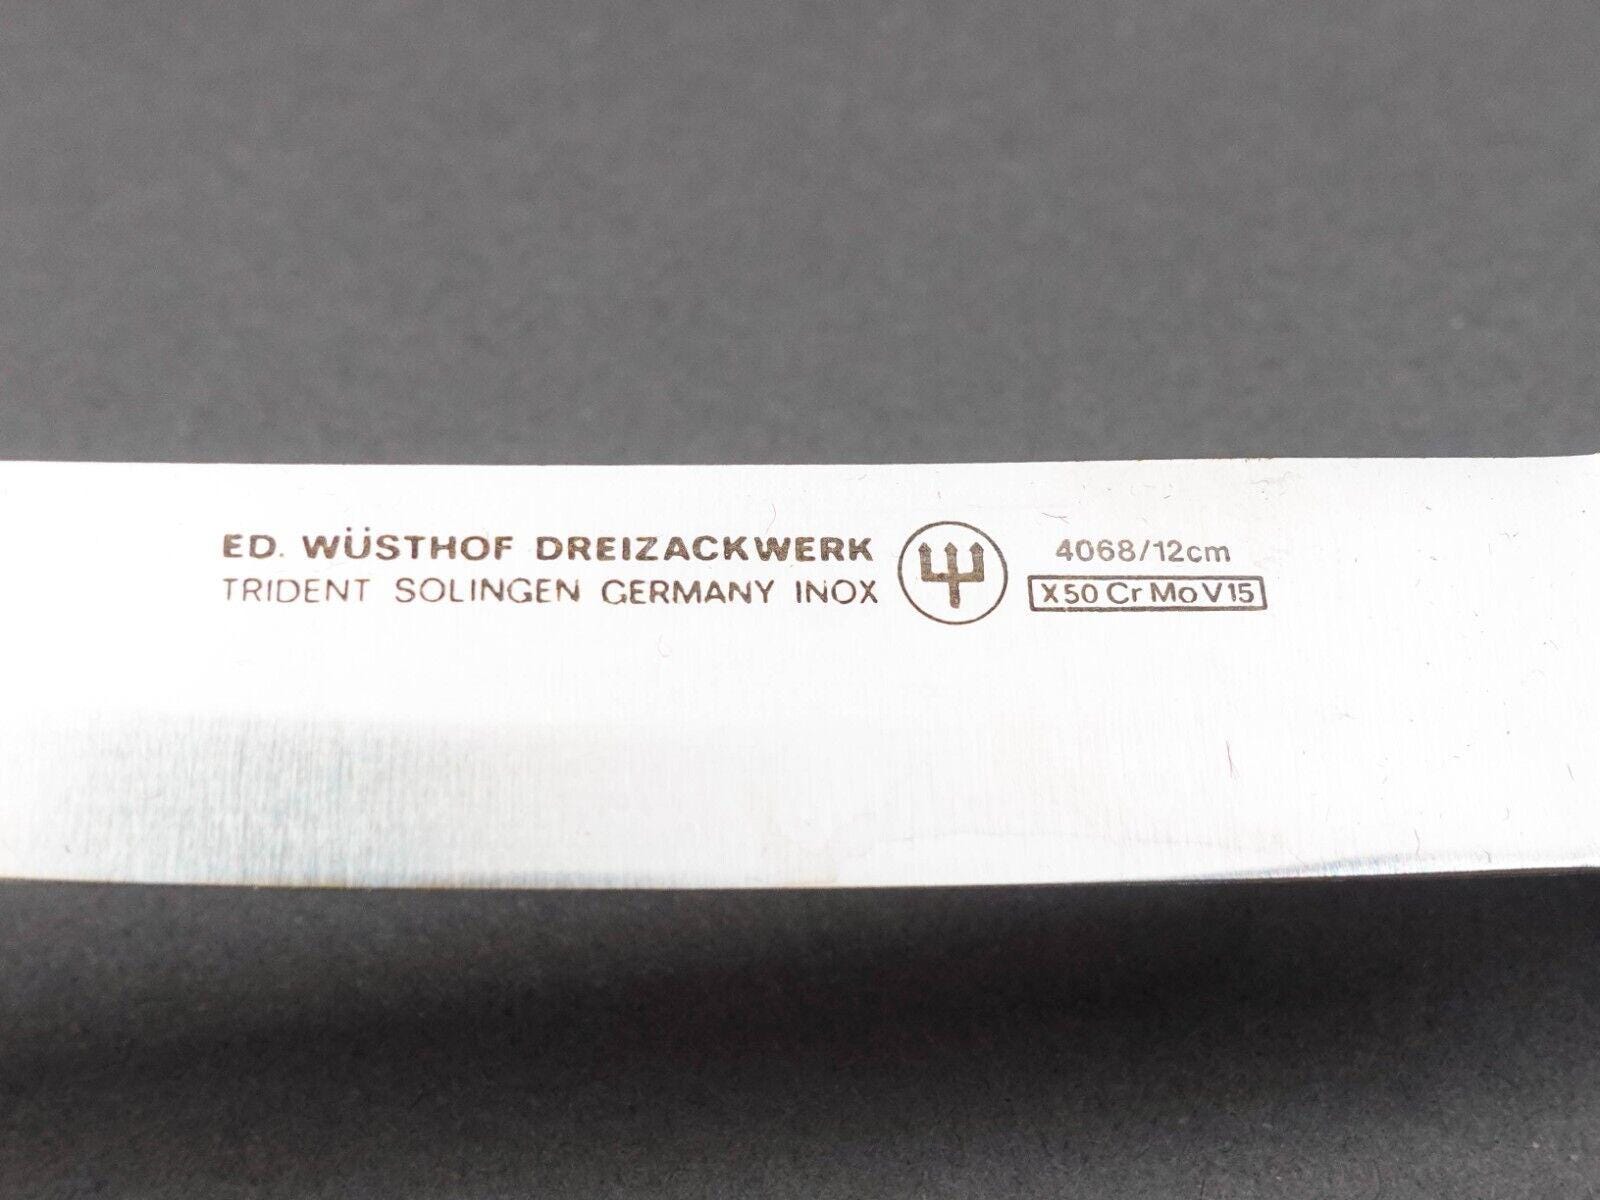 ED. WÜSTHOF DREIZACKWERK
TRIDENT SOLINGEN GERMANY INOX
4068/12cm
X50 Cr Mo V15